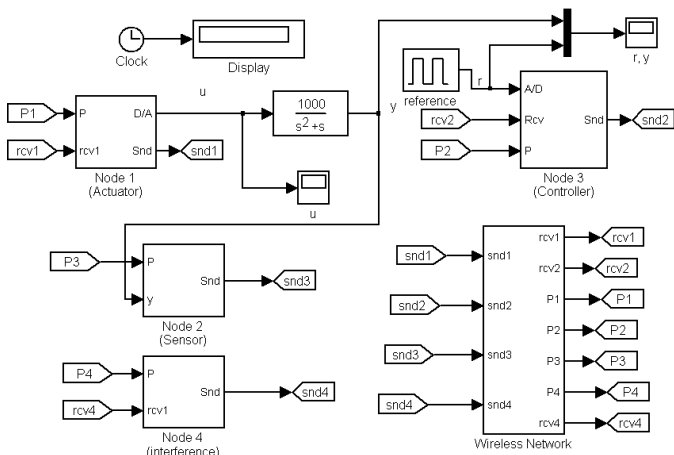 Clock
Display
u
P1
P
D/A
rcv1
rcv1
Snd
snd1
Node 1
(Actuator)
1000
s²+s
u
y
r, y
reference
r
A/D
rcv2
Rcv
Snd
snd2
P2
P
Node 3
(Controller)
P3
P
Snd
snd3
y
Node 2
(Sensor)
P4
P
Snd
snd4
rcv4
rcv1
Node 4
(interference)
snd1
snd1
rcv1
rcv1
rcv2
rcv2
snd2
snd2
P1
P1
P2
P2
snd3
snd3
P3
P3
P4
P4
snd4
snd4
rcv4
rcv4
Wireless Network